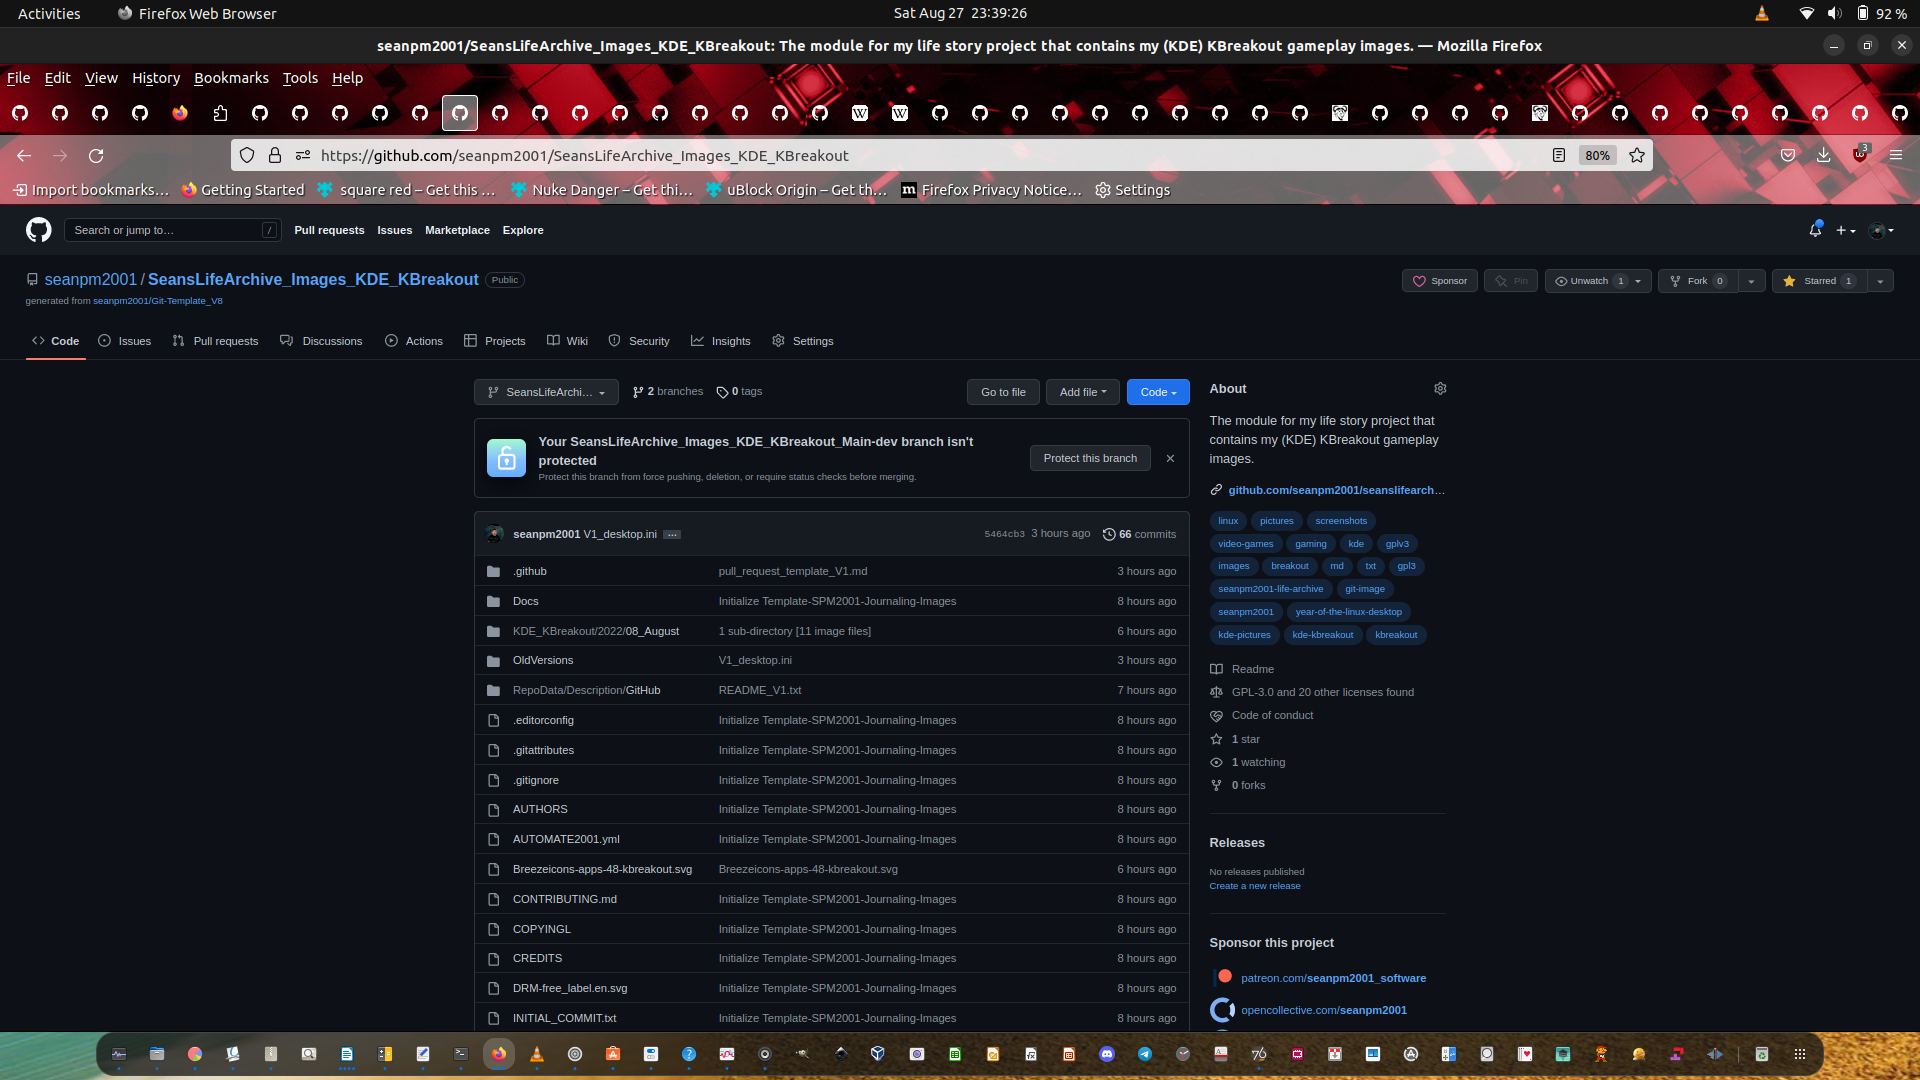 Activities Firefox Web Browser Sat Aug 27 23:39:26 92 %
seanpm2001/SeansLifeArchive_Images_KDE_KBreakout: The module for my life story project that contains my (KDE) KBreakout gameplay images. — Mozilla Firefox
File Edit View History Bookmarks Tools Help
https://github.com/seanpm2001/SeansLifeArchive_Images_KDE_KBreakout 80% 3
Import bookmarks… Getting Started square red – Get this … Nuke Danger – Get thi… uBlock Origin – Get th… Firefox Privacy Notice… Settings
Search or jump to… / Pull requests Issues Marketplace Explore
seanpm2001 / SeansLifeArchive_Images_KDE_KBreakout Public Sponsor Pin Unwatch 1 Fork 0 Starred 1
generated from seanpm2001/Git-Template_V8
Code Issues Pull requests Discussions Actions Projects Wiki Security Insights Settings
SeansLifeArchi… 2 branches 0 tags Go to file Add file Code
Your SeansLifeArchive_Images_KDE_KBreakout_Main-dev branch isn't protected
Protect this branch from force pushing, deletion, or require status checks before merging.
Protect this branch
seanpm2001 V1_desktop.ini … 5464cb3 3 hours ago 66 commits
.github pull_request_template_V1.md 3 hours ago
Docs Initialize Template-SPM2001-Journaling-Images 8 hours ago
KDE_KBreakout/2022/08_August 1 sub-directory [11 image files] 6 hours ago
OldVersions V1_desktop.ini 3 hours ago
RepoData/Description/GitHub README_V1.txt 7 hours ago
.editorconfig Initialize Template-SPM2001-Journaling-Images 8 hours ago
.gitattributes Initialize Template-SPM2001-Journaling-Images 8 hours ago
.gitignore Initialize Template-SPM2001-Journaling-Images 8 hours ago
AUTHORS Initialize Template-SPM2001-Journaling-Images 8 hours ago
AUTOMATE2001.yml Initialize Template-SPM2001-Journaling-Images 8 hours ago
Breezeicons-apps-48-kbreakout.svg Breezeicons-apps-48-kbreakout.svg 6 hours ago
CONTRIBUTING.md Initialize Template-SPM2001-Journaling-Images 8 hours ago
COPYINGL Initialize Template-SPM2001-Journaling-Images 8 hours ago
CREDITS Initialize Template-SPM2001-Journaling-Images 8 hours ago
DRM-free_label.en.svg Initialize Template-SPM2001-Journaling-Images 8 hours ago
INITIAL_COMMIT.txt Initialize Template-SPM2001-Journaling-Images 8 hours ago
About
The module for my life story project that
contains my (KDE) KBreakout gameplay
images.
github.com/seanpm2001/seanslifearch…
linux pictures screenshots
video-games gaming kde gplv3
images breakout md txt gpl3
seanpm2001-life-archive git-image
seanpm2001 year-of-the-linux-desktop
kde-pictures kde-kbreakout kbreakout
Readme
GPL-3.0 and 20 other licenses found
Code of conduct
1 star
1 watching
0 forks
Releases
No releases published
Create a new release
Sponsor this project
patreon.com/seanpm2001_software
opencollective.com/seanpm2001